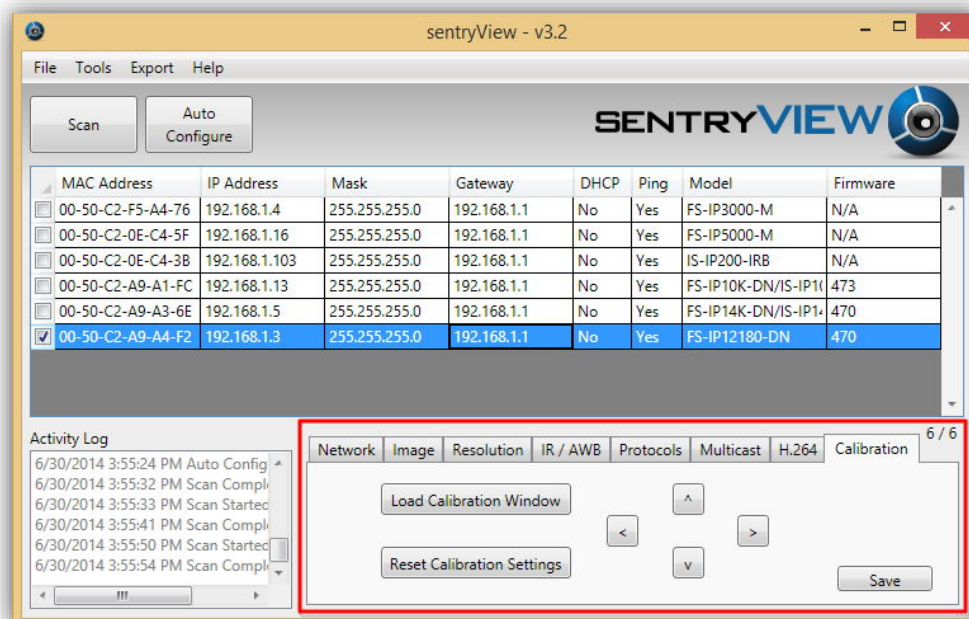 sentryView - v3.2
File Tools Export Help
Scan
Auto
Configure
SENTRYVIEW
MAC Address IP Address Mask Gateway DHCP Ping Model Firmware
00-50-C2-F5-A4-76 192.168.1.4 255.255.255.0 192.168.1.1 No Yes FS-IP3000-M N/A
00-50-C2-0E-C4-5F 192.168.1.16 255.255.255.0 192.168.1.1 No Yes FS-IP5000-M N/A
00-50-C2-0E-C4-3B 192.168.1.103 255.255.255.0 192.168.1.1 No Yes IS-IP200-IRB N/A
00-50-C2-A9-A1-FC 192.168.1.13 255.255.255.0 192.168.1.1 No Yes FS-IP10K-DN/IS-IP1( 473
00-50-C2-A9-A3-6E 192.168.1.5 255.255.255.0 192.168.1.1 No Yes FS-IP14K-DN/IS-IP1 470
00-50-C2-A9-A4-F2 192.168.1.3 255.255.255.0 192.168.1.1 No Yes FS-IP12180-DN 470
Activity Log
6/30/2014 3:55:24 PM Auto Config
6/30/2014 3:55:32 PM Scan Compl
6/30/2014 3:55:33 PM Scan Started
6/30/2014 3:55:41 PM Scan Compl
6/30/2014 3:55:50 PM Scan Started
6/30/2014 3:55:54 PM Scan Compl
6 / 6
Network Image Resolution IR / AWB Protocols Multicast H.264 Calibration
Load Calibration Window
^
< >
Reset Calibration Settings
v
Save